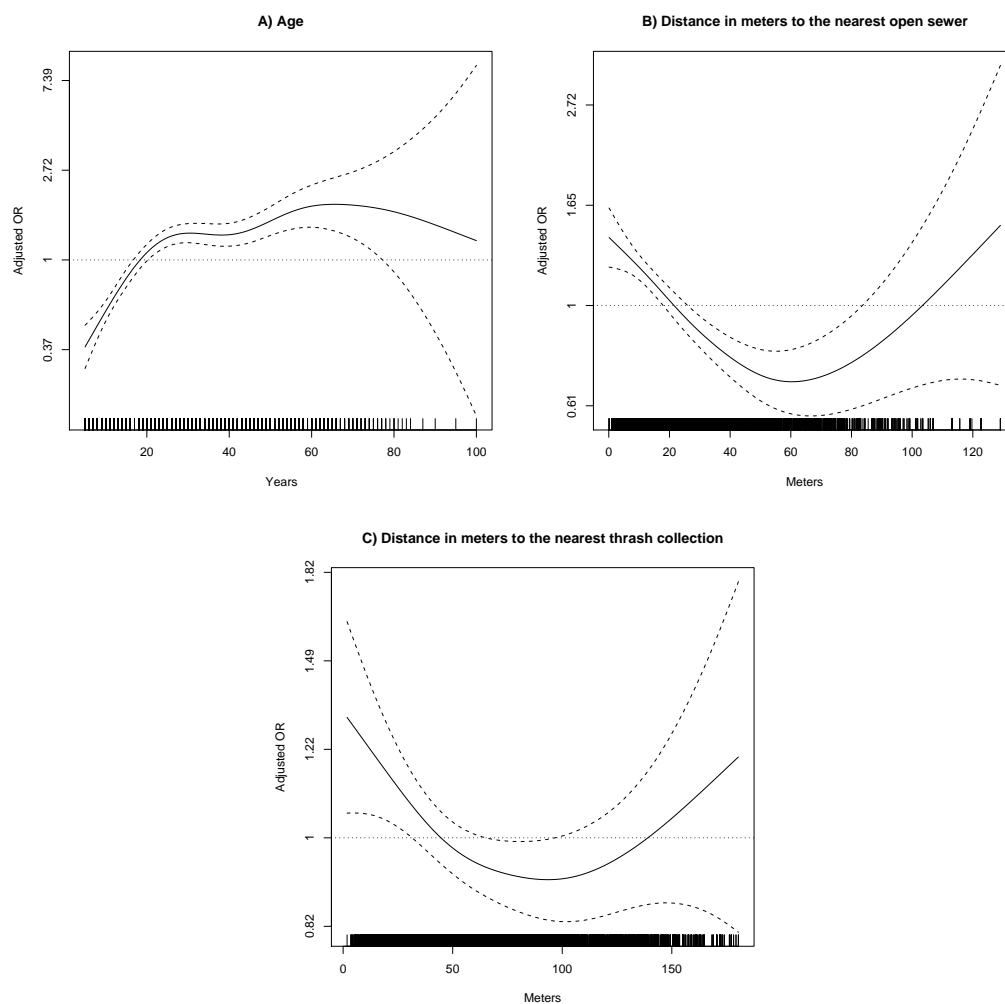 A) Age
Adjusted OR
7.39
2.72
1
0.37
20 40 60 80 100
Years
B) Distance in meters to the nearest open sewer
Adjusted OR
2.72
1.65
1
0.61
0 20 40 60 80 100 120
Meters
C) Distance in meters to the nearest thrash collection
Adjusted OR
1.82
1.49
1.22
1
0.82
0 50 100 150
Meters